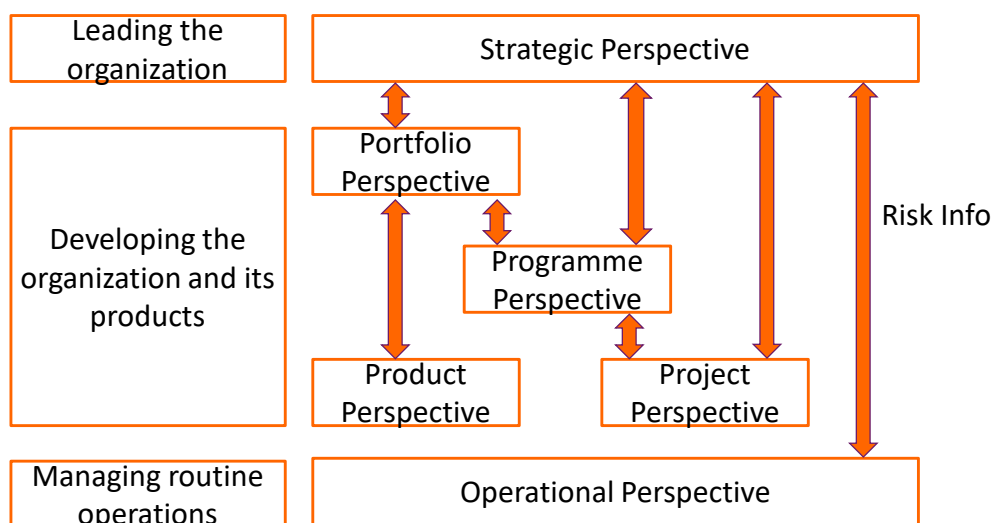 Leading the
organization
Strategic Perspective
Portfolio
Perspective
Developing the
organization and its
products
Risk Info
Programme
Perspective
Product
Perspective
Project
Perspective
Managing routine
operations
Operational Perspective